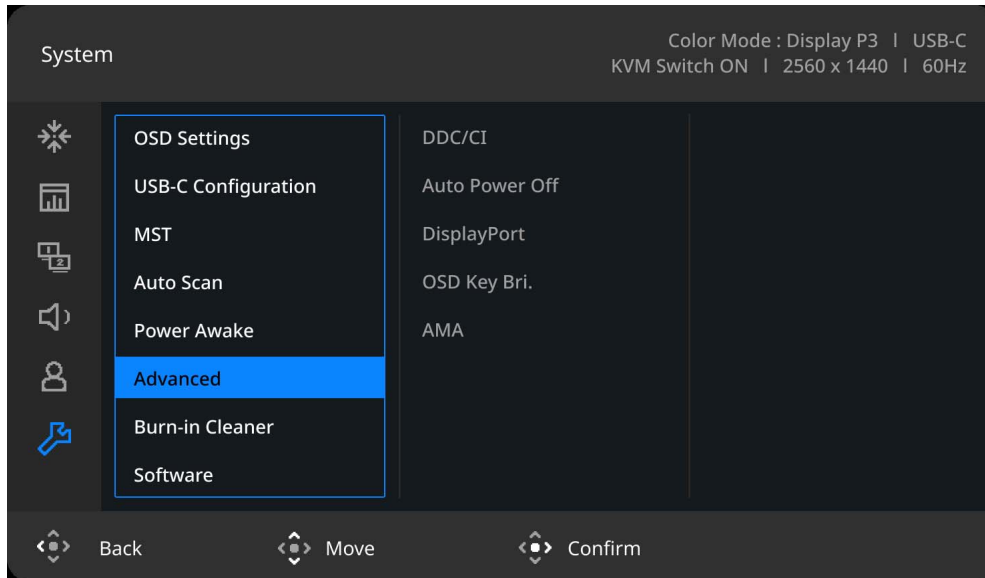 System
Color Mode : Display P3 I USB-C
KVM Switch ON I 2560 x 1440 I 60Hz
OSD Settings
USB-C Configuration
MST
Auto Scan
Power Awake
Advanced
Burn-in Cleaner
Software
DDC/CI
Auto Power Off
DisplayPort
OSD Key Bri.
AMA
1
2
Back
Move
Confirm